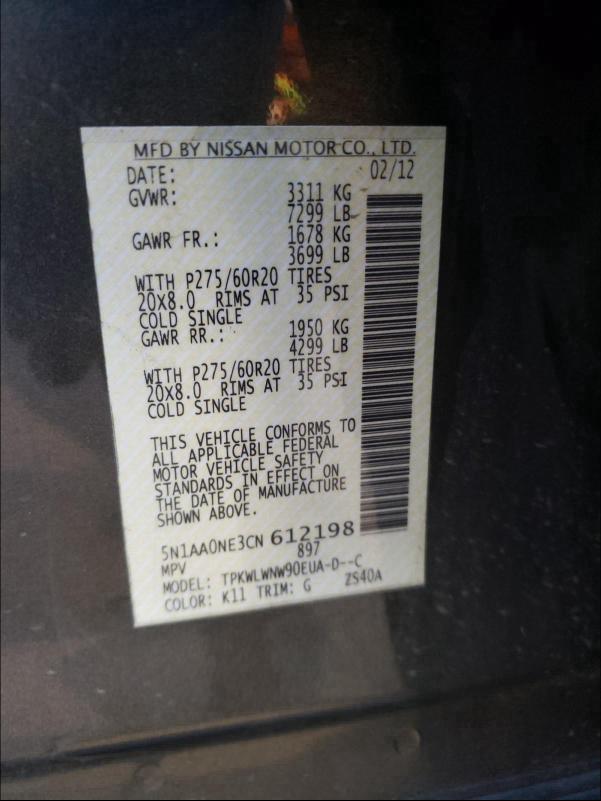 MFD BY NISSAN MOTOR CO., LTD.
DATE: 02/12
GVWR: 3311 KG
7299 LB
GAWR FR.: 1678 KG
3699 LB
WITH P275/60R20 TIRES
20X8.0 RIMS AT 35 PSI
COLD SINGLE
GAWR RR.: 1950 KG
4299 LB
WITH P275/60R20 TIRES
20X8.0 RIMS AT 35 PSI
COLD SINGLE
THIS VEHICLE CONFORMS TO
ALL APPLICABLE FEDERAL
MOTOR VEHICLE SAFETY
STANDARDS IN EFFECT ON
THE DATE OF MANUFACTURE
SHOWN ABOVE.
5N1AA0NE3CN 612198
MPV 897
MODEL: TPKWLWNW90EUA-D--C
COLOR: K11 TRIM: G ZS40A